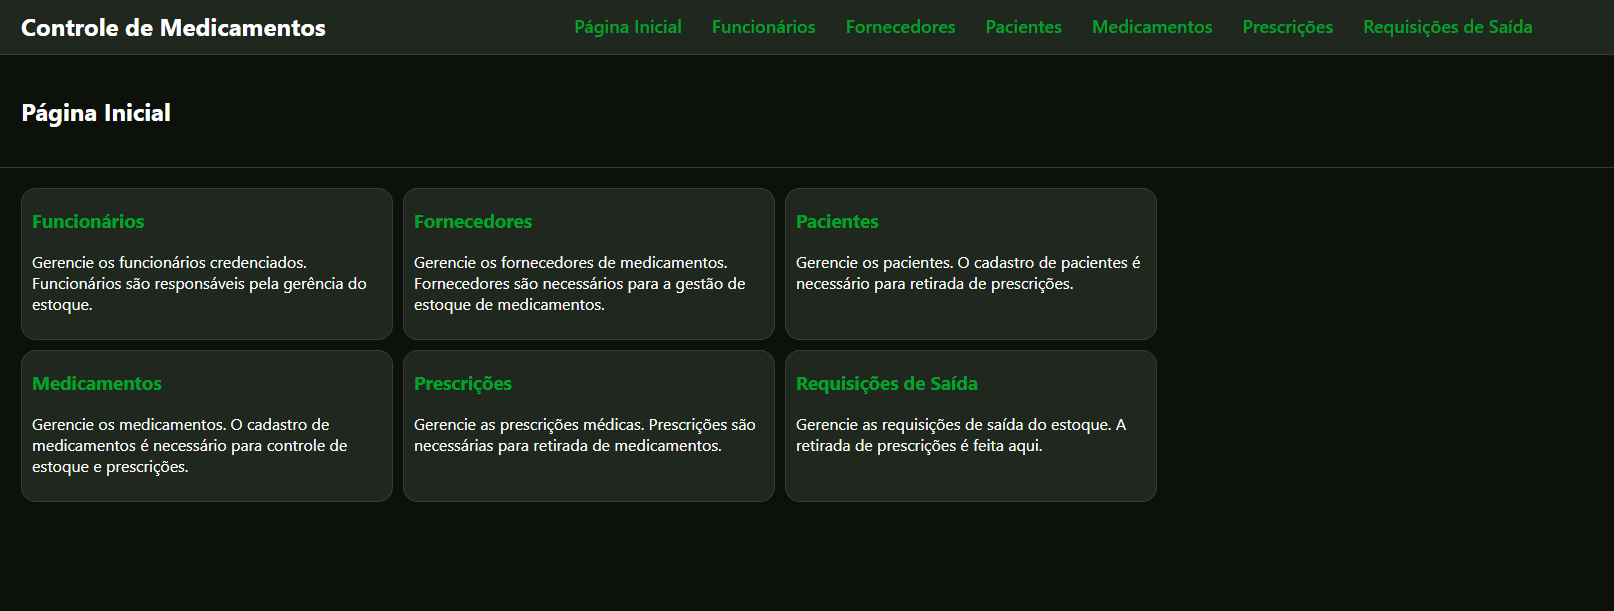 Controle de Medicamentos
Página Inicial
Funcionários
Fornecedores
Pacientes
Medicamentos
Prescrições
Requisições de Saída
Página Inicial
Funcionários
Gerencie os funcionários credenciados.
Funcionários são responsáveis pela gerência do
estoque.
Fornecedores
Gerencie os fornecedores de medicamentos.
Fornecedores são necessários para a gestão de
estoque de medicamentos.
Pacientes
Gerencie os pacientes. O cadastro de pacientes é
necessário para retirada de prescrições.
Medicamentos
Gerencie os medicamentos. O cadastro de
medicamentos é necessário para controle de
estoque e prescrições.
Prescrições
Gerencie as prescrições médicas. Prescrições são
necessárias para retirada de medicamentos.
Requisições de Saída
Gerencie as requisições de saída do estoque. A
retirada de prescrições é feita aqui.